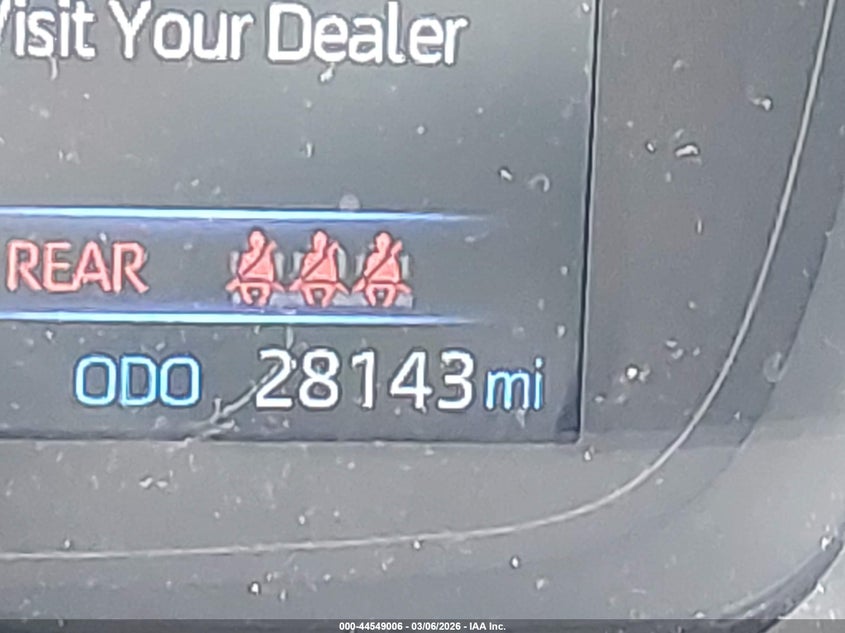 Visit Your Dealer
REAR
ODO 28143 mi
000-44549006 - 03/06/2026 - IAA Inc.